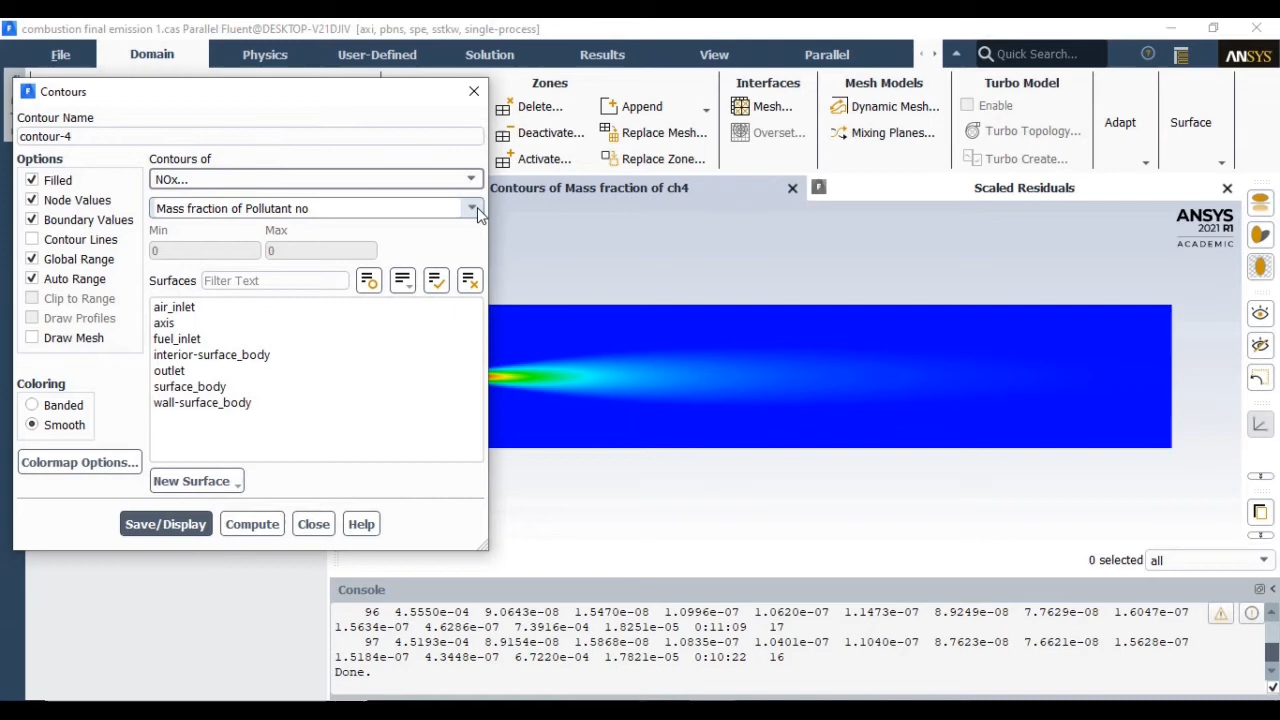 combustion final emission 1.cas Parallel Fluent@DESKTOP-V21DJIV [axi, pbns, spe, sstkw, single-process]
File Domain Physics User-Defined Solution Results View Parallel Quick Search... ANSYS
Contours
Contour Name
contour-4
Options
Filled
Node Values
Boundary Values
Contour Lines
Global Range
Auto Range
Clip to Range
Draw Profiles
Draw Mesh
Coloring
Banded
Smooth
Colormap Options...
Contours of
NOx...
Mass fraction of Pollutant no
Min Max
0 0
Surfaces Filter Text
air_inlet
axis
fuel_inlet
interior-surface_body
outlet
surface_body
wall-surface_body
New Surface
Save/Display Compute Close Help
Zones
Delete... Append
Deactivate... Replace Mesh...
Activate... Replace Zone...
Interfaces
Mesh...
Overset...
Mesh Models
Dynamic Mesh...
Mixing Planes...
Turbo Model
Enable
Turbo Topology...
Turbo Create...
Adapt
Surface
Contours of Mass fraction of ch4
Scaled Residuals
ANSYS
2021 R1
ACADEMIC
0 selected all
Console
96 4.5550e-04 9.0643e-08 1.5470e-08 1.0996e-07 1.0620e-07 1.1473e-07 8.9249e-08 7.7629e-08 1.6047e-07
1.5634e-07 4.6286e-07 7.3916e-04 1.8251e-05 0:11:09 17
97 4.5193e-04 8.9154e-08 1.5868e-08 1.0835e-07 1.0401e-07 1.1040e-07 8.7623e-08 7.6621e-08 1.5628e-07
1.5184e-07 4.3448e-07 6.7220e-04 1.7821e-05 0:10:22 16
Done.